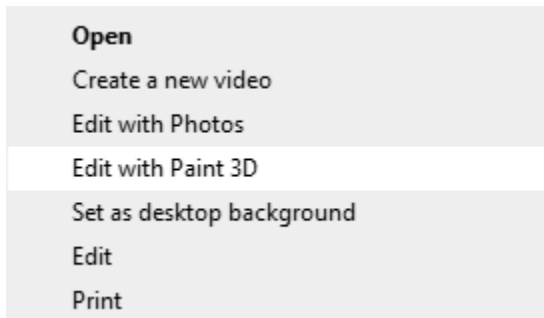 Open
Create a new video
Edit with Photos
Edit with Paint 3D
Set as desktop background
Edit
Print